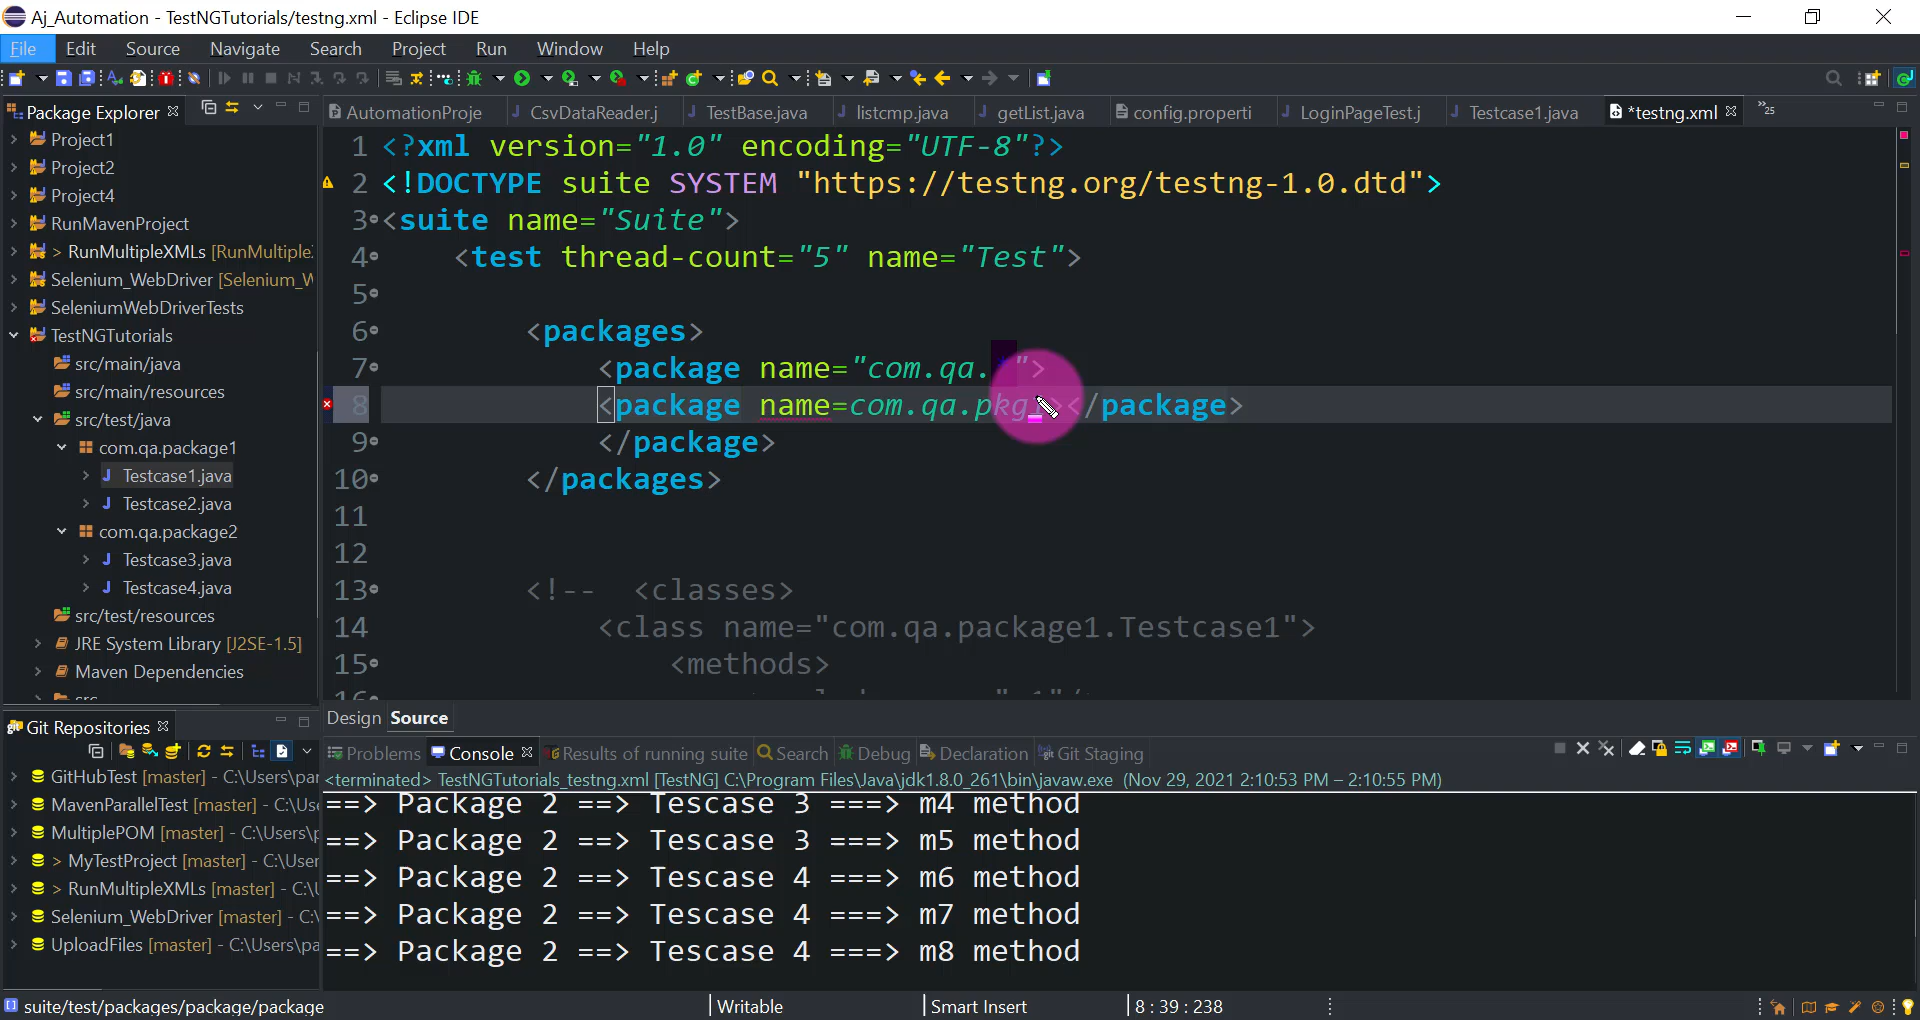 Aj_Automation - TestNGTutorials/testng.xml - Eclipse IDE
File Edit Source Navigate Search Project Run Window Help
Package Explorer
AutomationProje CsvDataReader.j TestBase.java listcmp.java getList.java config.properti LoginPageTest.j Testcase1.java *testng.xml »25
Project1
Project2
Project4
RunMavenProject
> RunMultipleXMLs [RunMultiple
Selenium_WebDriver [Selenium_W
SeleniumWebDriverTests
TestNGTutorials
src/main/java
src/main/resources
src/test/java
com.qa.package1
Testcase1.java
Testcase2.java
com.qa.package2
Testcase3.java
Testcase4.java
src/test/resources
JRE System Library [J2SE-1.5]
Maven Dependencies
src
1 <?xml version="1.0" encoding="UTF-8"?>
2 <!DOCTYPE suite SYSTEM "https://testng.org/testng-1.0.dtd">
3 <suite name="Suite">
4 <test thread-count="5" name="Test">
5
6 <packages>
7 <package name="com.qa.*">
8 <package name=com.qa.pkg1></package>
9 </package>
10 </packages>
11
12
13 <!-- <classes>
14 <class name="com.qa.package1.Testcase1">
15 <methods>
16
Design Source
Git Repositories
GitHubTest [master] - C:\Users\par
MavenParallelTest [master] - C:\Use
MultiplePOM [master] - C:\Users\p
> MyTestProject [master] - C:\User
> RunMultipleXMLs [master] - C:\U
Selenium_WebDriver [master] - C:\
UploadFiles [master] - C:\Users\pa
Problems Console Results of running suite Search Debug Declaration Git Staging
<terminated> TestNGTutorials_testng.xml [TestNG] C:\Program Files\Java\jdk1.8.0_261\bin\javaw.exe (Nov 29, 2021 2:10:53 PM – 2:10:55 PM)
==> Package 2 ==> Tescase 3 ===> m4 method
==> Package 2 ==> Tescase 3 ===> m5 method
==> Package 2 ==> Tescase 4 ===> m6 method
==> Package 2 ==> Tescase 4 ===> m7 method
==> Package 2 ==> Tescase 4 ===> m8 method
suite/test/packages/package/package Writable Smart Insert 8 : 39 : 238